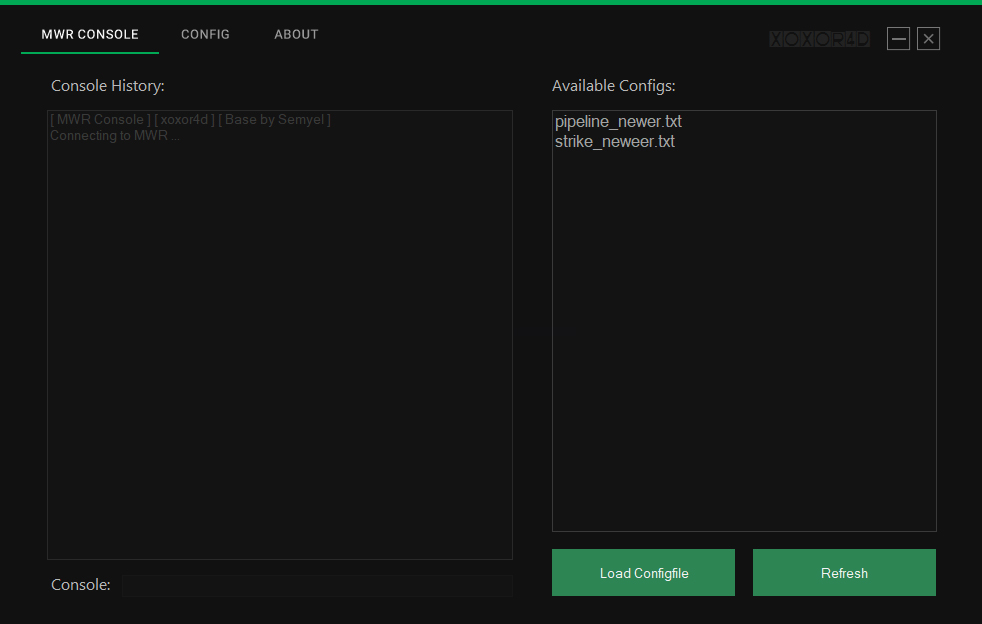 MWR CONSOLE
CONFIG
ABOUT
XOXOR4D
Console History:
Available Configs:
[ MWR Console ] [ xoxor4d ] [ Base by Semyel ]
Connecting to MWR ...
pipeline_newer.txt
strike_neweer.txt
Console:
Load Configfile
Refresh